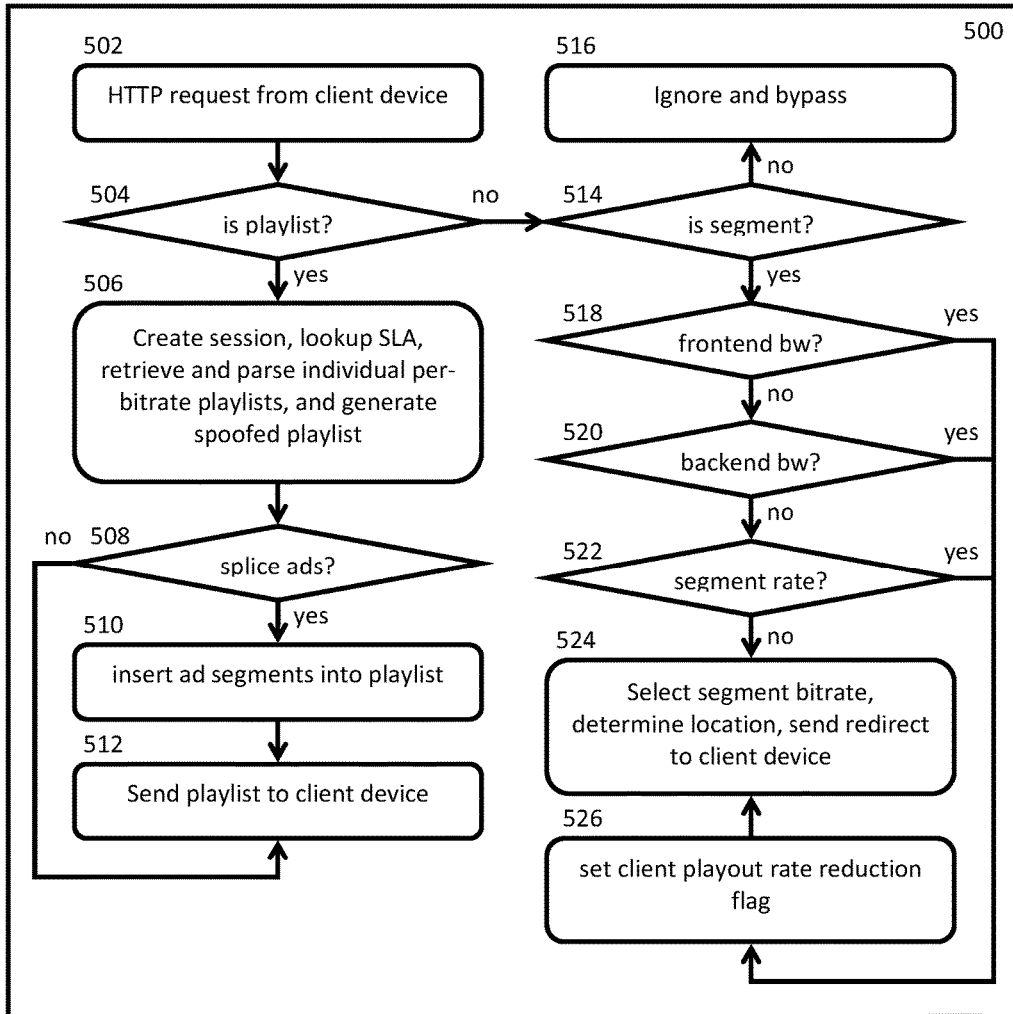 500
502
HTTP request from client device
504
is playlist?
no
yes
506
Create session, lookup SLA,
retrieve and parse individual per-
bitrate playlists, and generate
spoofed playlist
508
no
splice ads?
yes
510
insert ad segments into playlist
512
Send playlist to client device
516
Ignore and bypass
no
514
is segment?
yes
518
frontend bw?
yes
no
520
backend bw?
yes
no
522
segment rate?
yes
no
524
Select segment bitrate,
determine location, send redirect
to client device
526
set client playout rate reduction
flag